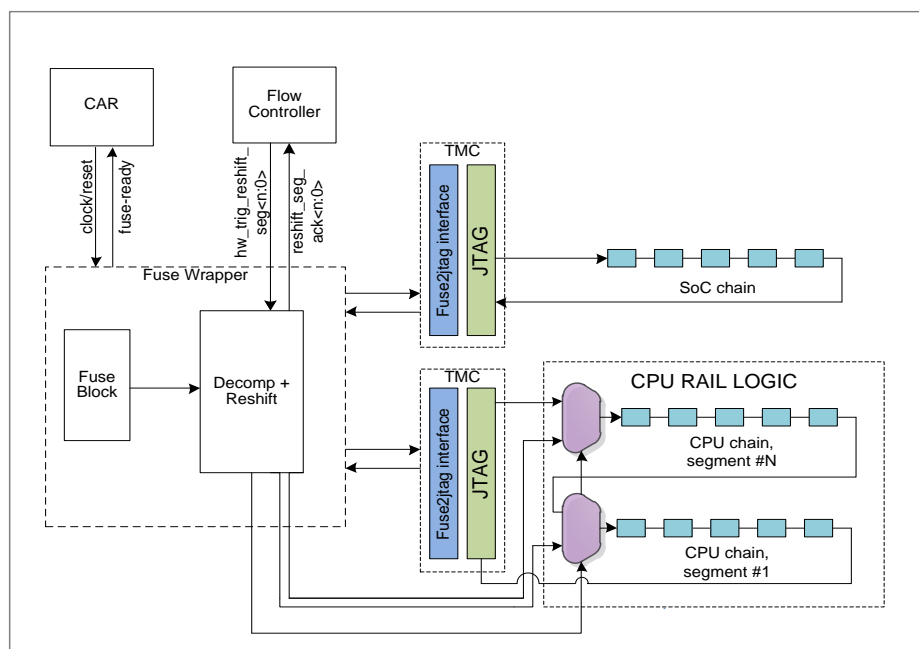 CAR
Flow
Controller
clock/reset
fuse-ready
hw_trig_reshift_
seg<n:0>
reshift_seg_
ack<n:0>
Fuse Wrapper
Fuse
Block
Decomp +
Reshift
TMC
Fuse2jtag interface
JTAG
SoC chain
TMC
Fuse2jtag interface
JTAG
CPU RAIL LOGIC
CPU chain,
segment #N
CPU chain,
segment #1